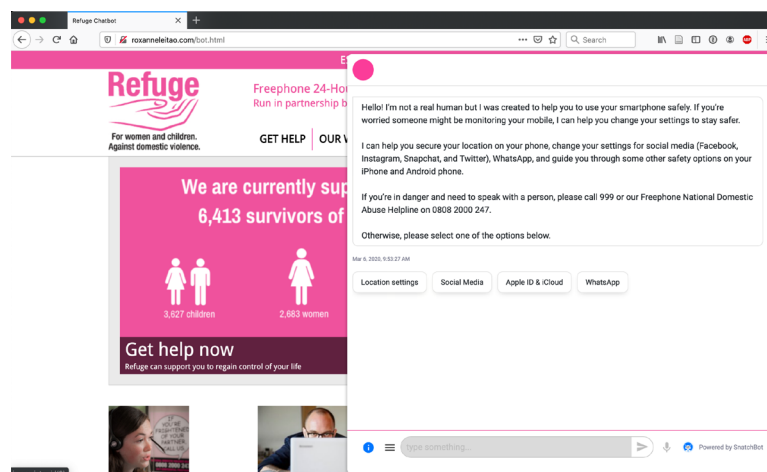 Refuge Chatbot
roxanneleitao.com/bot.html
Search
ABP
Refuge
For women and children.
Against domestic violence.
Freephone 24-Ho
Run in partnership b
GET HELP
OUR
We are currently sup
6,413 survivors of
3,627 children
2,683 women
Get help now
Refuge can support you to regain control of your life
Hello! I'm not a real human but I was created to help you to use your smartphone safely. If you're
worried someone might be monitoring your mobile, I can help you change your settings to stay safer.
I can help you secure your location on your phone, change your settings for social media (Facebook,
Instagram, Snapchat, and Twitter), WhatsApp, and guide you through some other safety options on your
iPhone and Android phone.
If you're in danger and need to speak with a person, please call 999 or our Freephone National Domestic
Abuse Helpline on 0808 2000 247.
Otherwise, please select one of the options below.
Mar 6, 2020, 9:53:27 AM
Location settings
Social Media
Apple ID & iCloud
WhatsApp
type something...
Powered by SnatchBot